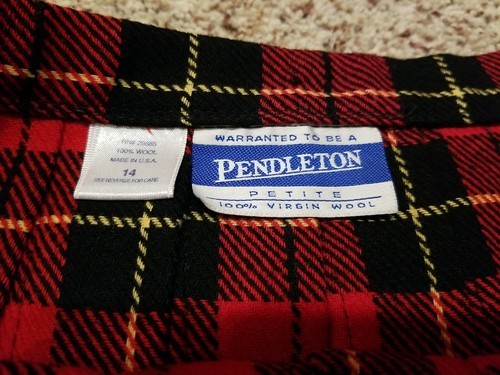 100% WOOL
MADE IN U.S.A.
14
SEE REVERSE FOR CARE
WARRANTED TO BE A
PENDLETON
PETITE
100% VIRGIN WOOL